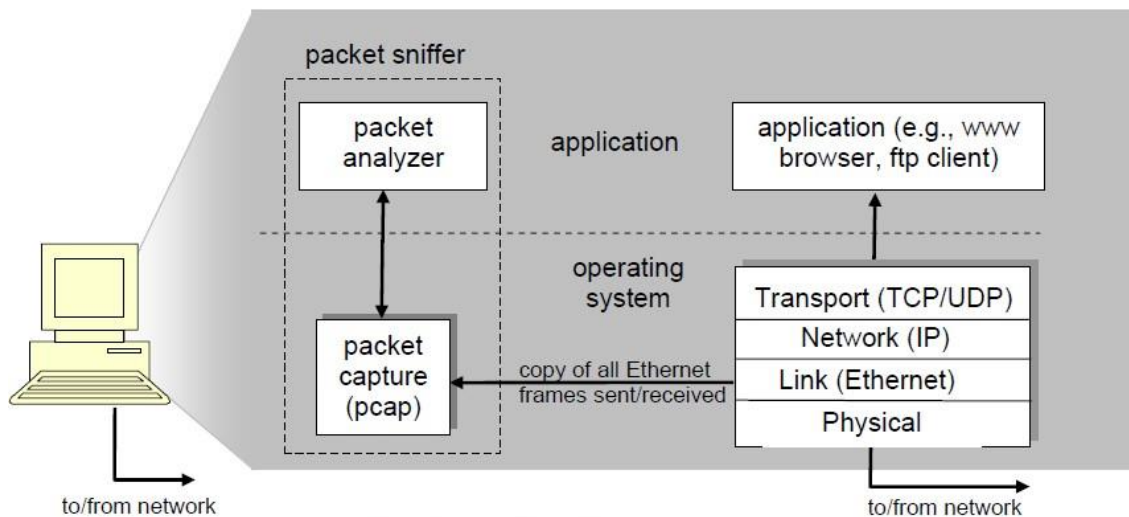 packet sniffer
packet
analyzer
application
application (e.g., www
browser, ftp client)
operating
system
packet
capture
(pcap)
copy of all Ethernet
frames sent/received
Transport (TCP/UDP)
Network (IP)
Link (Ethernet)
Physical
to/from network
to/from network